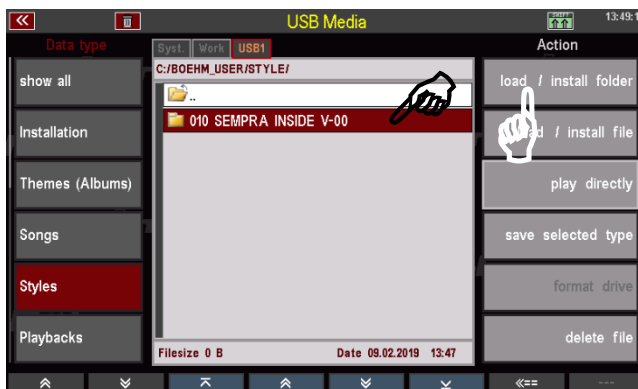 USB Media
SHIFT
13:49:1
Data type
Syst. Work USB1
Action
show all
C:/BOEHM_USER/STYLE/
load / install folder
..
010 SEMPRA INSIDE V-00
Installation
/ install file
Themes (Albums)
play directly
Songs
save selected type
Styles
format drive
Playbacks
delete file
Filesize 0 B Date 09.02.2019 13:47
«==
---